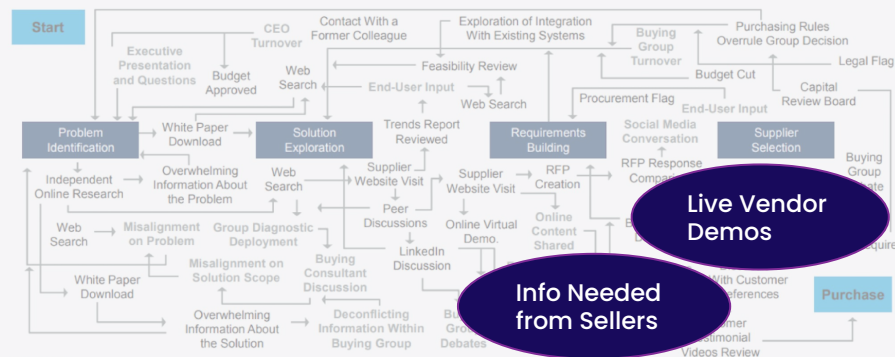 Start
CEO
Turnover
Contact With a
Former Colleague
Exploration of Integration
With Existing Systems
Buying
Group
Turnover
Purchasing Rules
Overrule Group Decision
Executive
Presentation
and Questions
Budget
Approved
Web
Search
Feasibility Review
Legal Flag
Budget Cut
End-User Input
Web Search
Procurement Flag
End-User Input
Capital
Review Board
Problem
Identification
White Paper
Download
Solution
Exploration
Trends Report
Reviewed
Requirements
Building
Social Media
Conversation
Supplier
Selection
Independent
Online Research
Overwhelming
Information About
the Problem
Web
Search
Supplier
Website Visit
Supplier
Website Visit
RFP
Creation
RFP Response
Buying
Group
Web
Search
Misalignment
on Problem
Group Diagnostic
Deployment
Peer
Discussions
Online Virtual
Demo.
Online
Content
Shared
Live Vendor
Demos
White Paper
Download
Misalignment on
Solution Scope
Buying
Consultant
Discussion
LinkedIn
Discussion
Info Needed
from Sellers
With Customer
Purchase
Overwhelming
Information About
the Solution
Deconflicting
Information Within
Buying Group
Debates
Videos Review